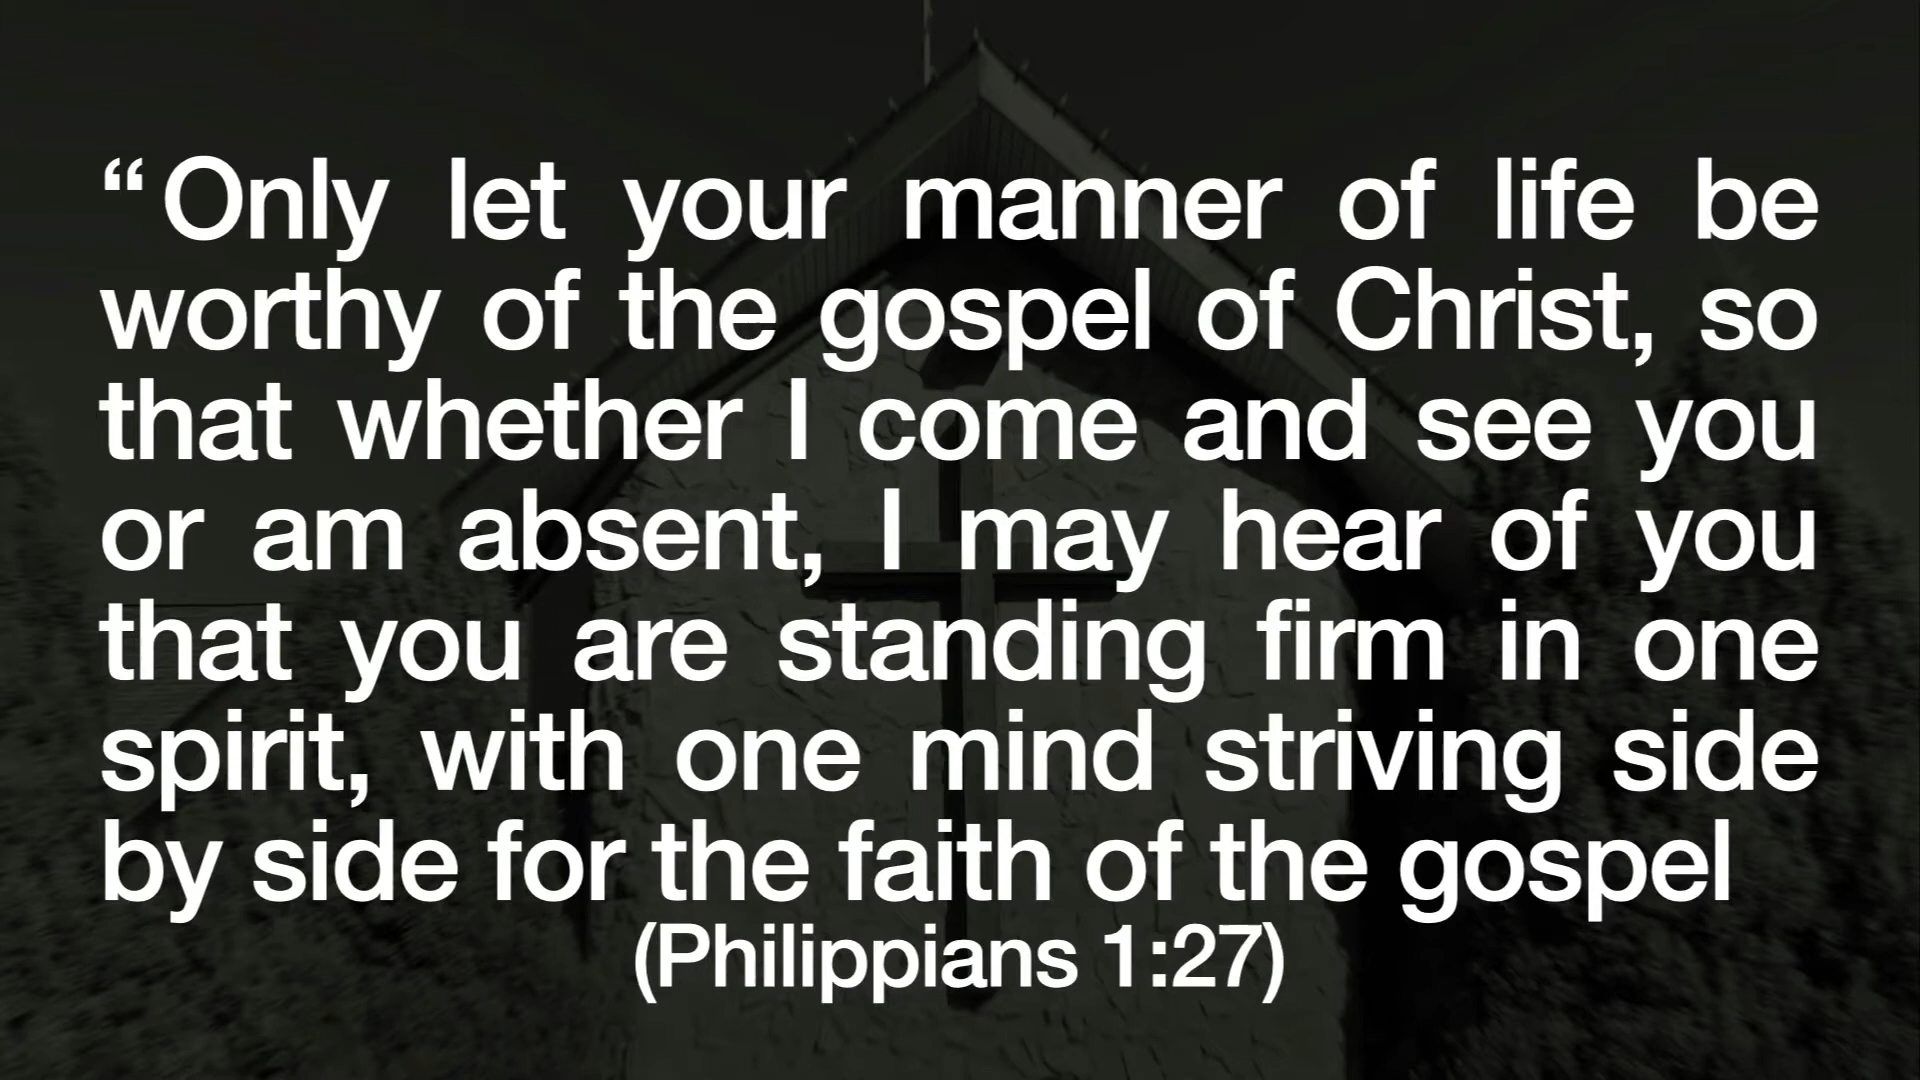 “Only let your manner of life be
worthy of the gospel of Christ, so
that whether I come and see you
or am absent, I may hear of you
that you are standing firm in one
spirit, with one mind striving side
by side for the faith of the gospel
(Philippians 1:27)